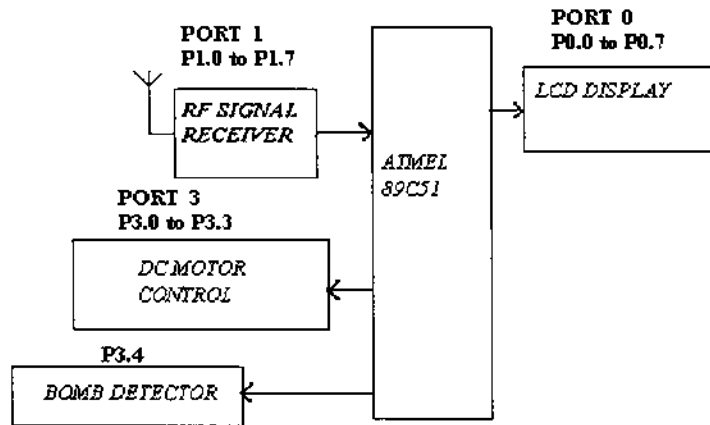 PORT 1
P1.0 to P1.7
RF SIGNAL
RECEIVER
PORT 0
P0.0 to P0.7
LCD DISPLAY
ATMEL
89C51
PORT 3
P3.0 to P3.3
DC MOTOR
CONTROL
P3.4
BOMB DETECTOR